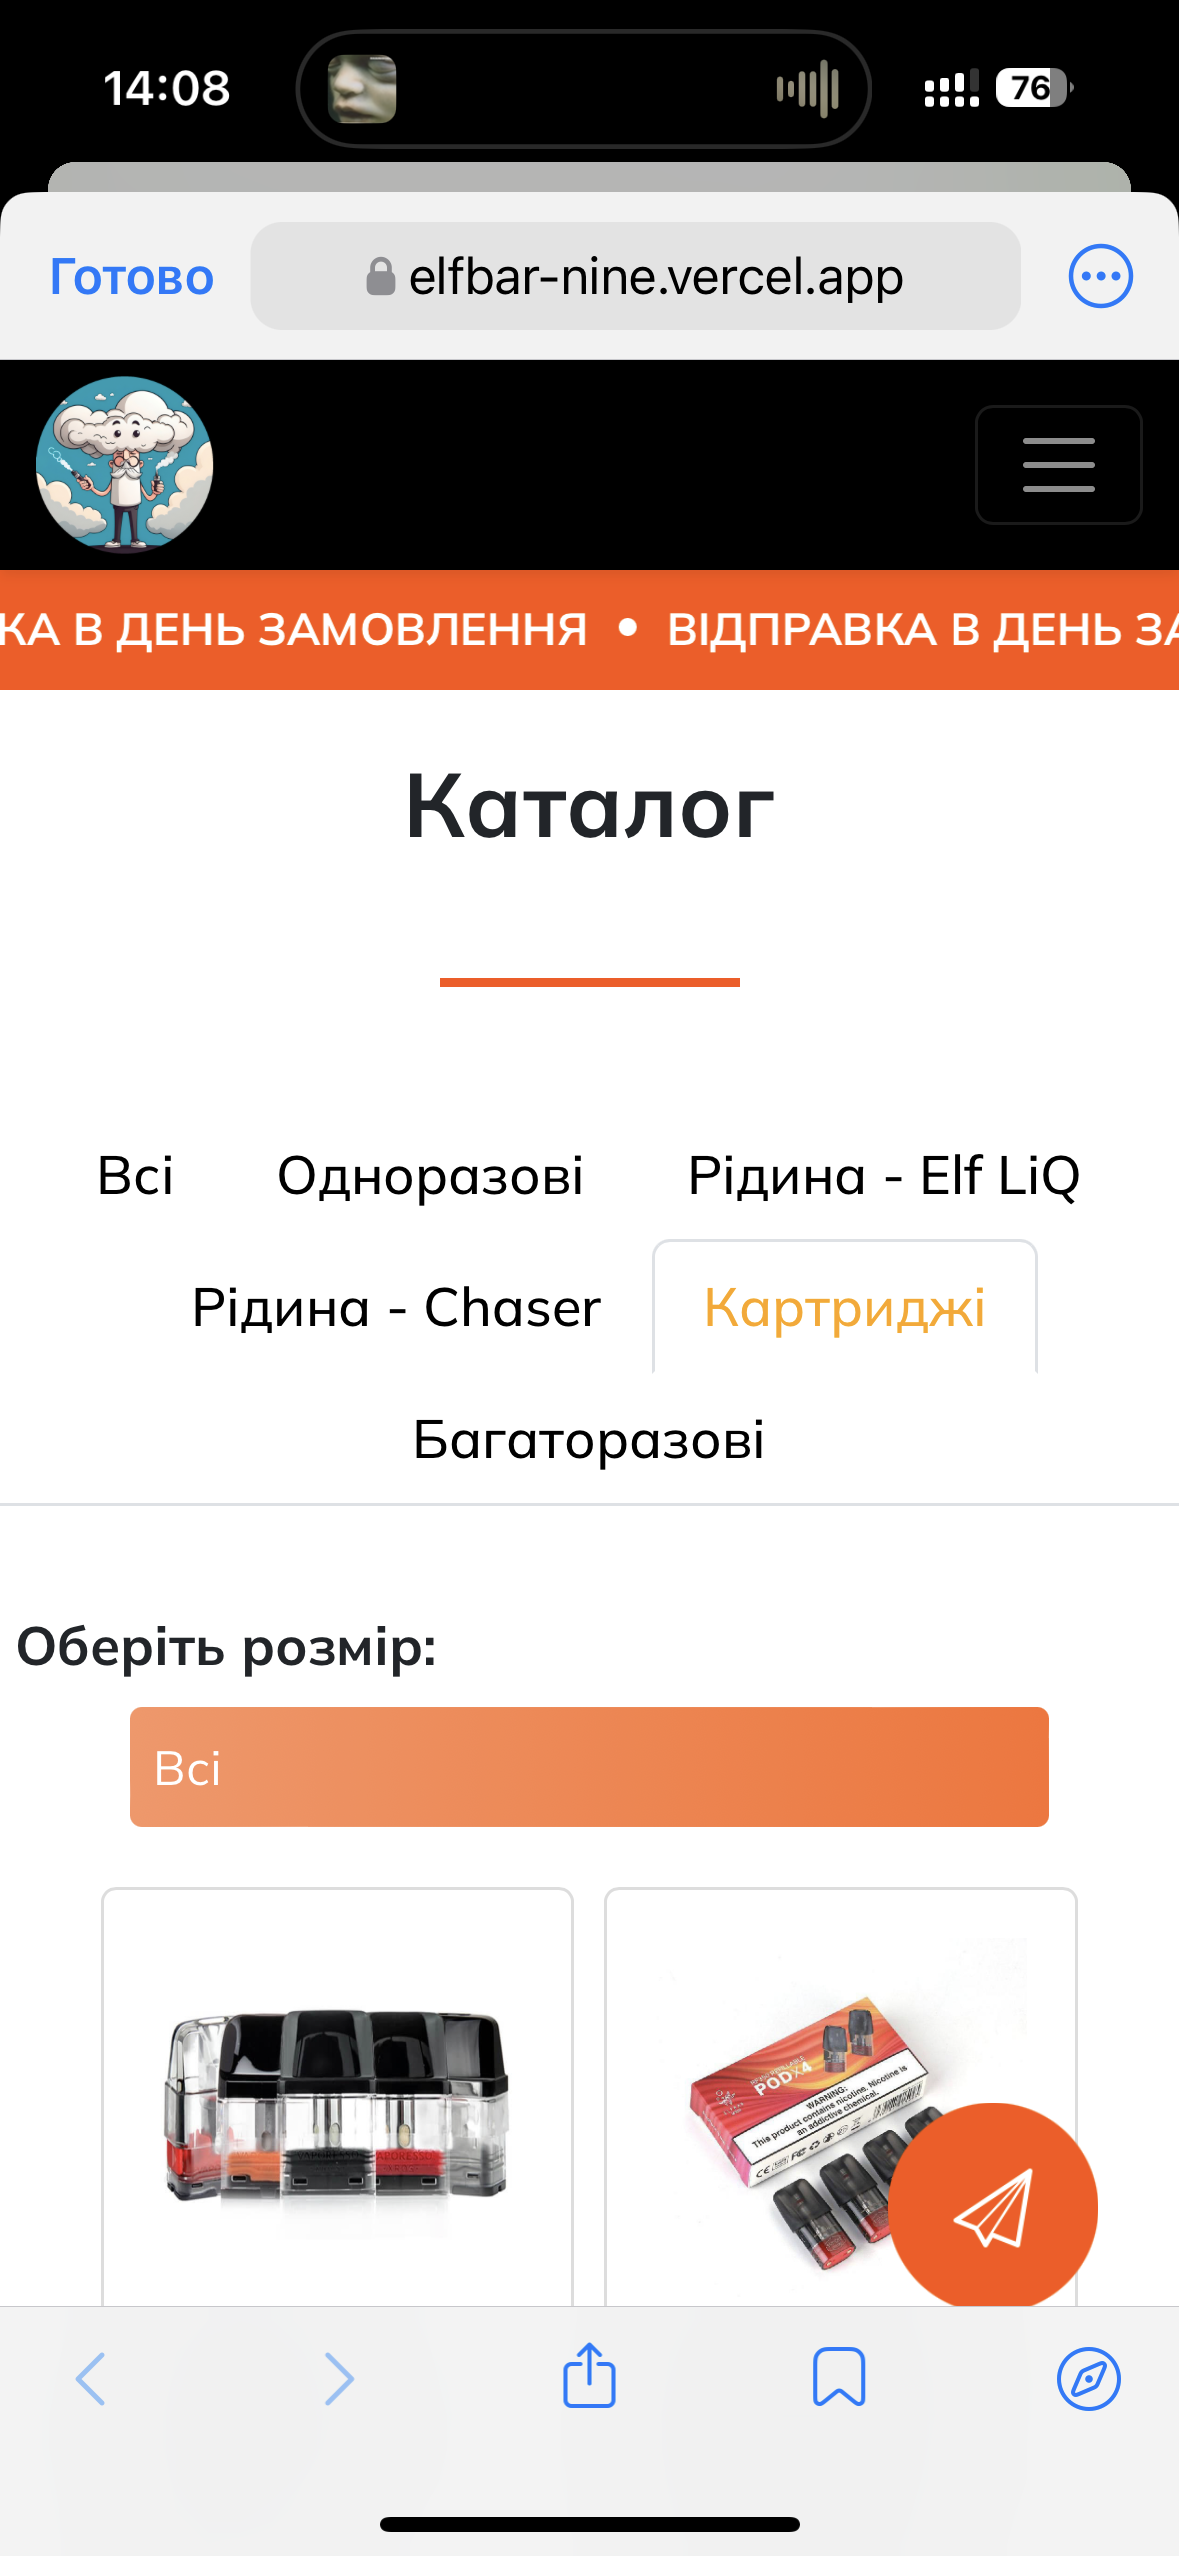 14:08
76
Готово
elfbar-nine.vercel.app
КА В ДЕНЬ ЗАМОВЛЕННЯ • ВІДПРАВКА В ДЕНЬ ЗА
Каталог
Всі
Одноразові
Рідина - Elf LiQ
Рідина - Chaser
Картриджі
Багаторазові
Оберіть розмір:
Всі
PODX4
WARNING:
This product contains nicotine. Nicotine is
an addictive chemical.